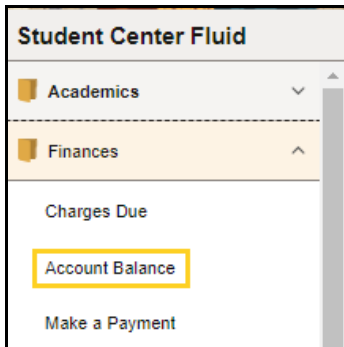 Student Center Fluid
Academics
Finances
Charges Due
Account Balance
Make a Payment